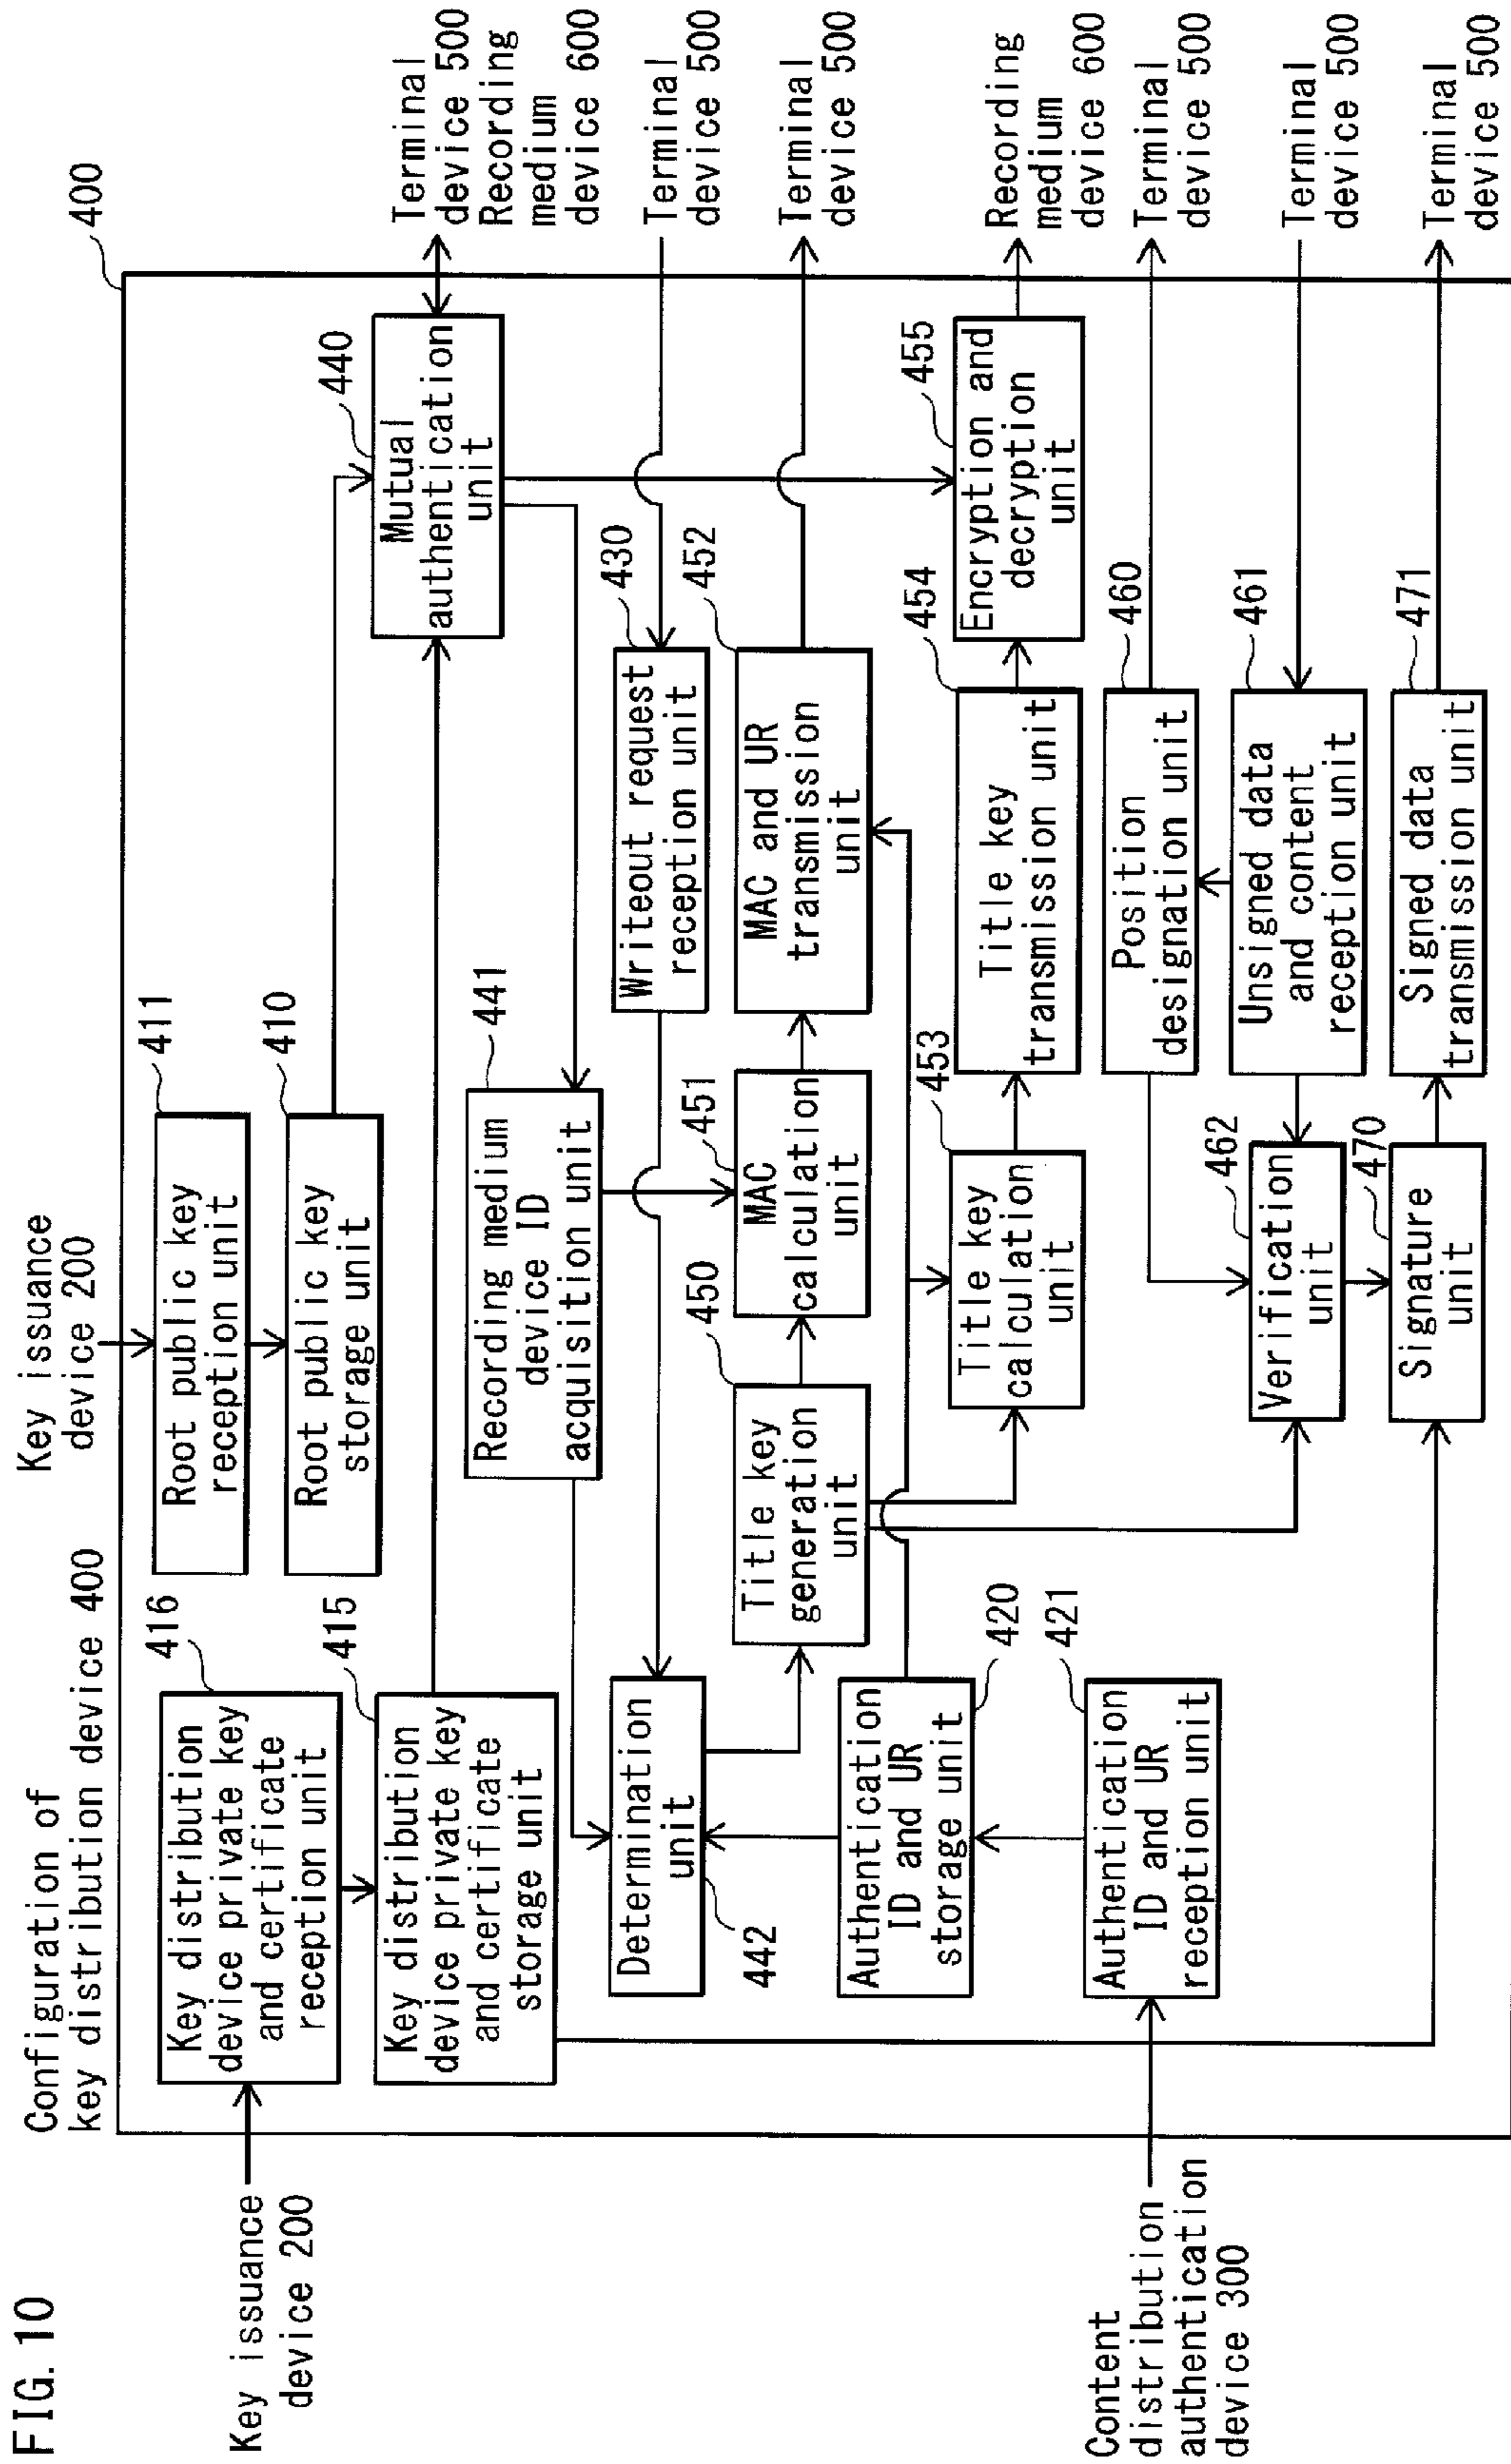 FIG. 10
Configuration of
key distribution device 400
Key issuance
device 200
400
Key issuance
device 200
416
Key distribution
device private key
and certificate
reception unit
411
Root public key
reception unit
415
Key distribution
device private key
and certificate
storage unit
410
Root public key
storage unit
440
Mutual
authentication
unit
Terminal
device 500
Recording
medium
device 600
441
Recording medium
device ID
acquisition unit
442
Determination
unit
430
Writeout request
reception unit
Terminal
device 500
450
Title key
generation
unit
451
MAC
calculation
unit
452
MAC and UR
transmission
unit
Terminal
device 500
420
Authentication
ID and UR
storage unit
453
Title key
calculation
unit
454
Title key
transmission unit
455
Encryption and
decryption
unit
Recording
medium
device 600
Content
distribution
authentication
device 300
421
Authentication
ID and UR
reception unit
460
Position
designation unit
Terminal
device 500
462
Verification
unit
461
Unsigned data
and content
reception unit
Terminal
device 500
470
Signature
unit
471
Signed data
transmission unit
Terminal
device 500